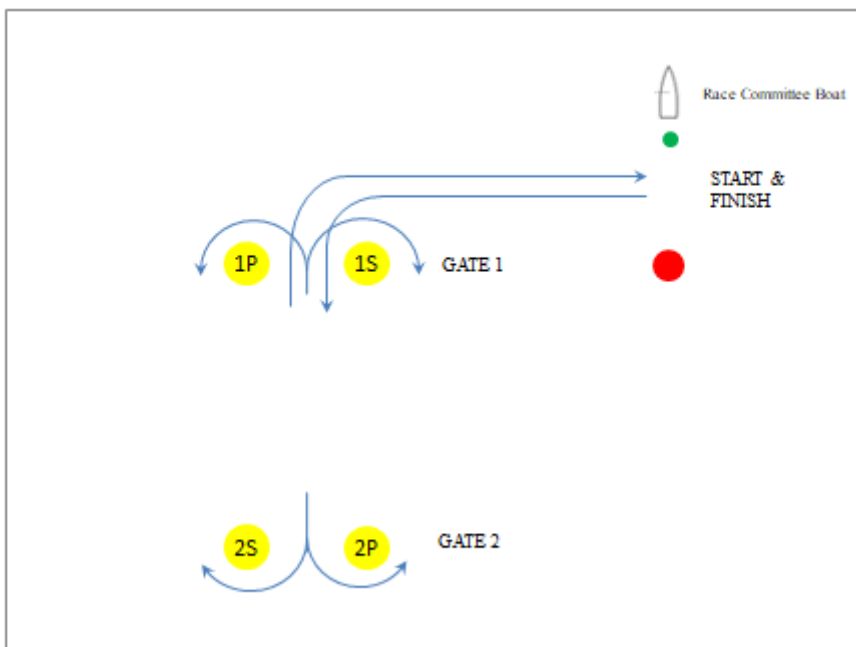 Race Committee Boat
START &
FINISH
1P
1S
GATE 1
2S
2P
GATE 2